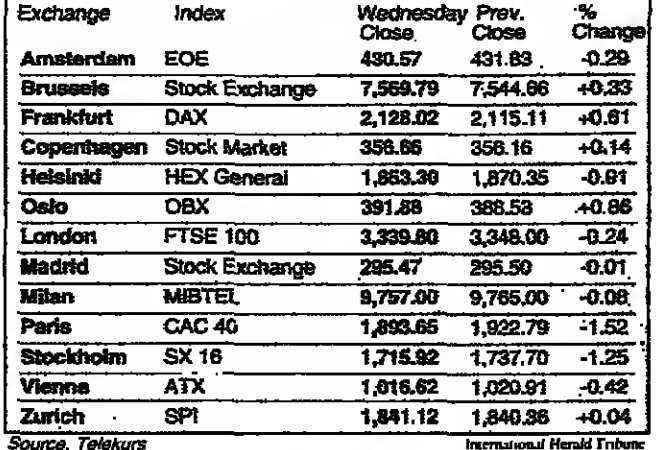 Exchange Index Wednesday Prev. %
Close Close Change
Amsterdam EOE 430.57 431.83 -0.29
Brussels Stock Exchange 7,569.79 7,544.66 +0.33
Frankfurt DAX 2,128.02 2,115.11 +0.61
Copenhagen Stock Market 356.66 356.16 +0.14
Helsinki HEX General 1,853.30 1,870.35 -0.91
Oslo OBX 391.88 388.53 +0.86
London FTSE 100 3,339.80 3,348.00 -0.24
Madrid Stock Exchange 295.47 295.50 -0.01
Milan MIBTEL 9,757.00 9,765.00 -0.08
Paris CAC 40 1,893.65 1,922.79 -1.52
Stockholm SX 16 1,715.92 1,737.70 -1.25
Vienna ATX 1,016.62 1,020.91 -0.42
Zurich SPI 1,841.12 1,840.36 +0.04
Source: Telekurs International Herald Tribune